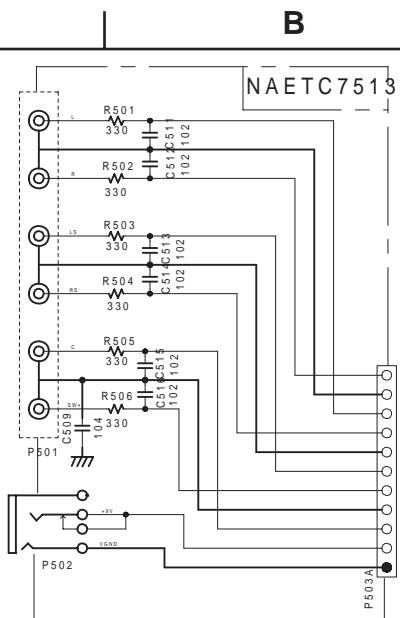 B
NAETC7513
L
R501
330
C511
102
C512
102
R
R502
330
LS
R503
330
C513
102
C514
102
RS
R504
330
C
R505
330
C515
102
C516
102
SW+
R506
330
C509
104
P501
+9V
VGND
P502
P503A